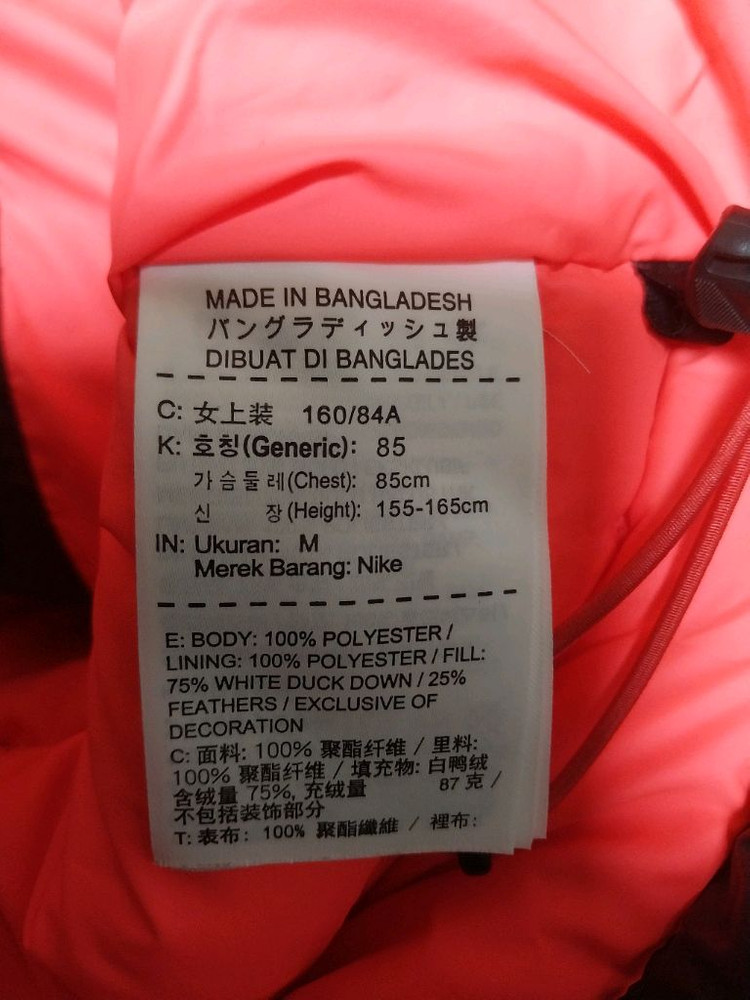 MADE IN BANGLADESH
バングラディッシュ製
DIBUAT DI BANGLADES
C: 女上装 160/84A
K: 호칭(Generic): 85
가슴둘레(Chest): 85cm
신 장(Height): 155-165cm
IN: Ukuran: M
Merek Barang: Nike
E: BODY: 100% POLYESTER /
LINING: 100% POLYESTER / FILL:
75% WHITE DUCK DOWN / 25%
FEATHERS / EXCLUSIVE OF
DECORATION
C: 面料: 100% 聚酯纤维 / 里料:
100% 聚酯纤维 / 填充物: 白鸭绒
含绒量 75%, 充绒量 87 克 /
不包括装饰部分
T: 表布: 100% 聚酯纖維 / 裡布: